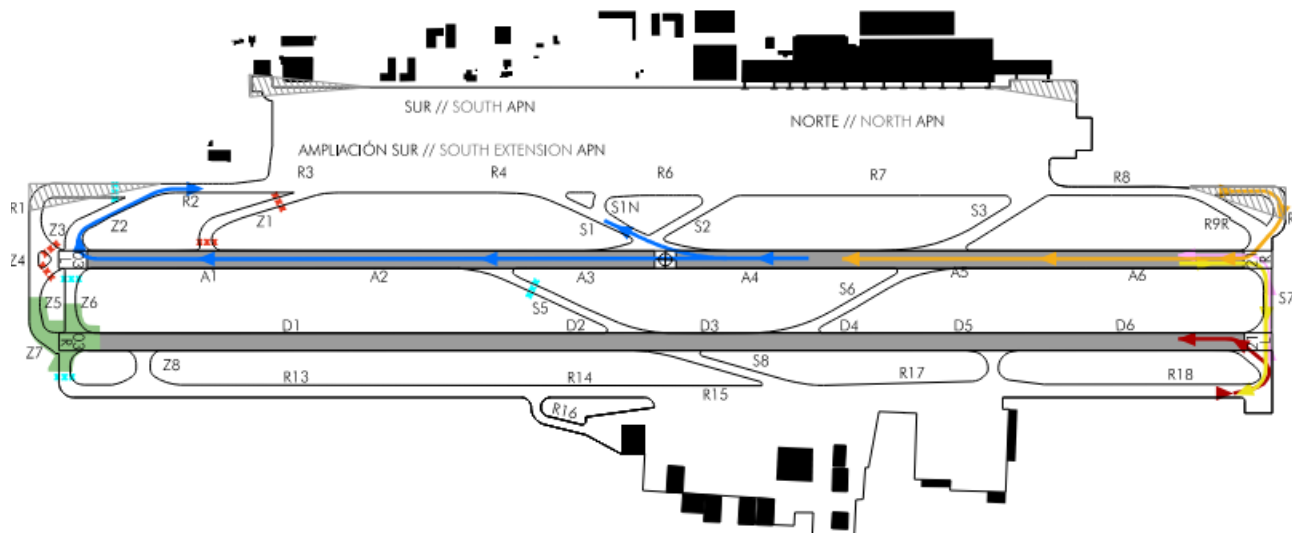 SUR // SOUTH APN
NORTE // NORTH APN
AMPLIACIÓN SUR // SOUTH EXTENSION APN
R3
R4
R6
R7
R8
R1
R2
Z3
Z2
Z1
S1N
S1
S2
S3
R9R
Z4
A1
A2
A3
A4
A5
A6
Z5
Z6
S5
S6
S7
D1
D2
D3
D4
D5
D6
03
R
21
L
Z7
Z8
S8
R13
R14
R15
R17
R18
R16